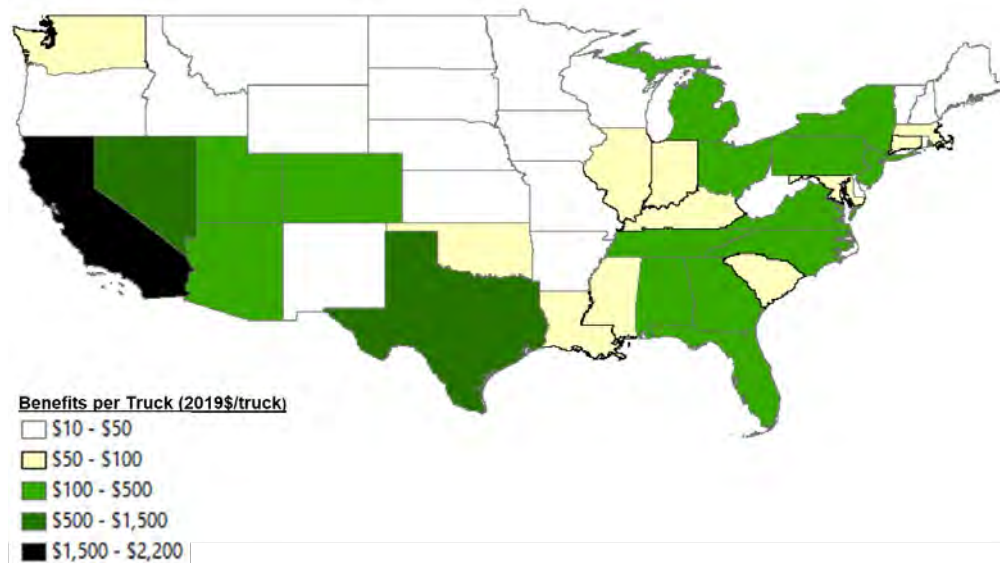 Benefits per Truck (2019$/truck)
$10 - $50
$50 - $100
$100 - $500
$500 - $1,500
$1,500 - $2,200